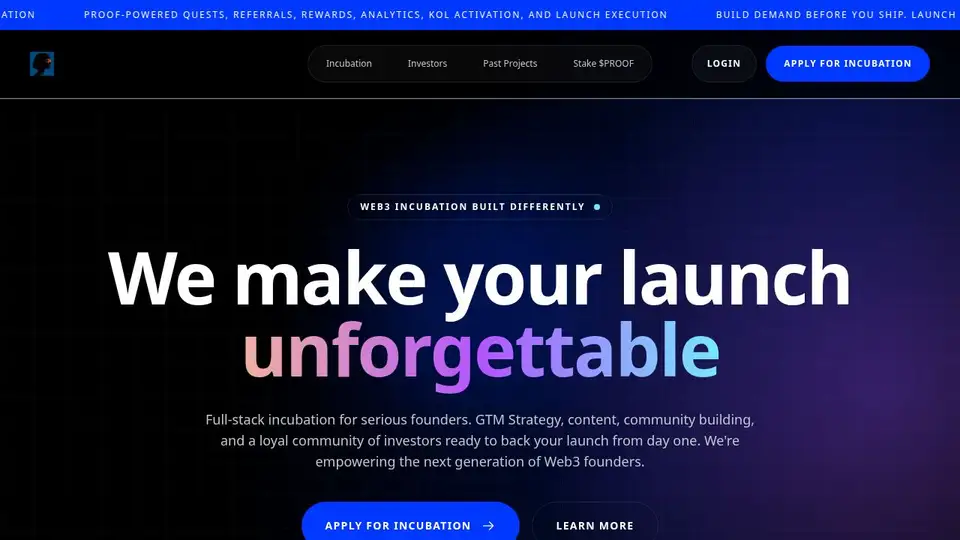 ATION PROOF-POWERED QUESTS, REFERRALS, REWARDS, ANALYTICS, KOL ACTIVATION, AND LAUNCH EXECUTION BUILD DEMAND BEFORE YOU SHIP. LAUNCH
Incubation Investors Past Projects Stake $PROOF LOGIN APPLY FOR INCUBATION
WEB3 INCUBATION BUILT DIFFERENTLY
We make your launch
unforgettable
Full-stack incubation for serious founders. GTM Strategy, content, community building,
and a loyal community of investors ready to back your launch from day one. We're
empowering the next generation of Web3 founders.
APPLY FOR INCUBATION → LEARN MORE